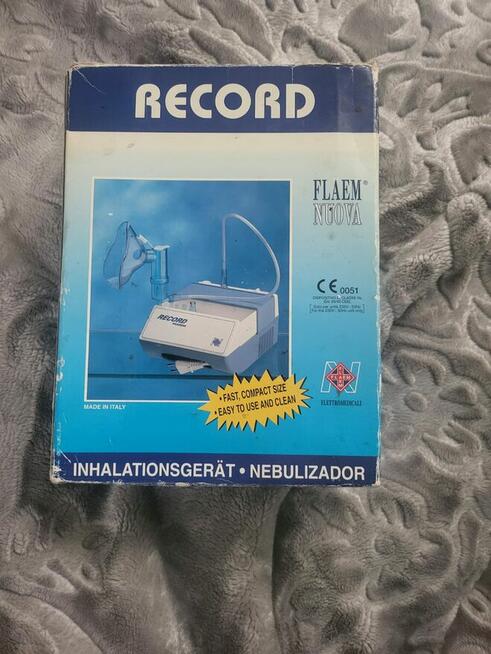 RECORD
FLAEM®
NUOVA
CE 0051
RECORD
FAST, COMPACT SIZE
• EASY TO USE AND CLEAN
FLAEM
ELETTROMEDICALI
MADE IN ITALY
INHALATIONSGERÄT • NEBULIZADOR